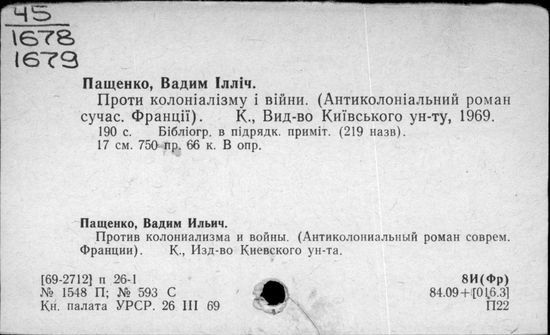 45
1678
1679
Пащенко, Вадим Ілліч.
Проти колоніалізму і війни. (Антиколоніальний роман
сучас. Франції). К., Вид-во Київського ун-ту, 1969.
190 с. Бібліогр. в підрядк. приміт. (219 назв).
17 см. 750 пр. 66 к. В опр.
Пащенко, Вадим Ильич.
Против колониализма и войны. (Антиколониальный роман соврем.
Франции). К., Изд-во Киевского ун-та.
[69-2712] п 26-1
8И(Фр)
№ 1548 П; № 593 С
84.09+[016.3]
Кн. палата УРСР. 26 III 69
П22